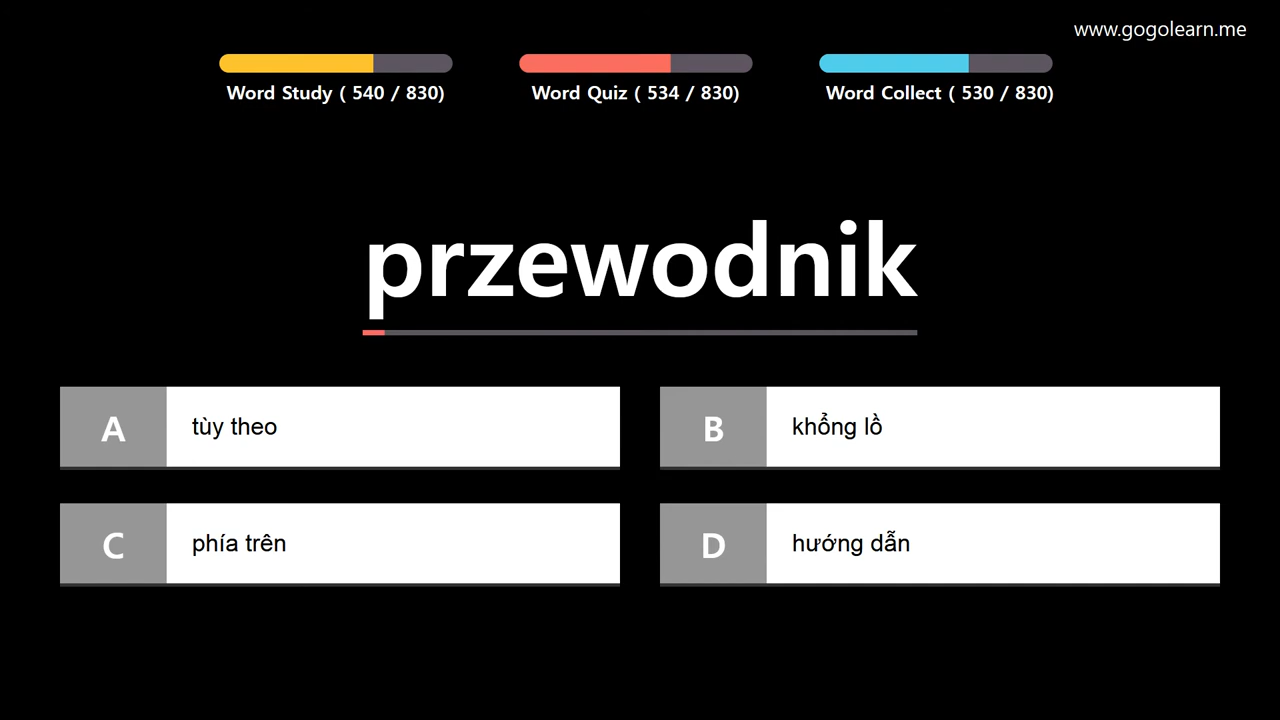 www.gogolearn.me
Word Study ( 540 / 830)
Word Quiz ( 534 / 830)
Word Collect ( 530 / 830)
przewodnik
A tùy theo
B khổng lồ
C phía trên
D hướng dẫn